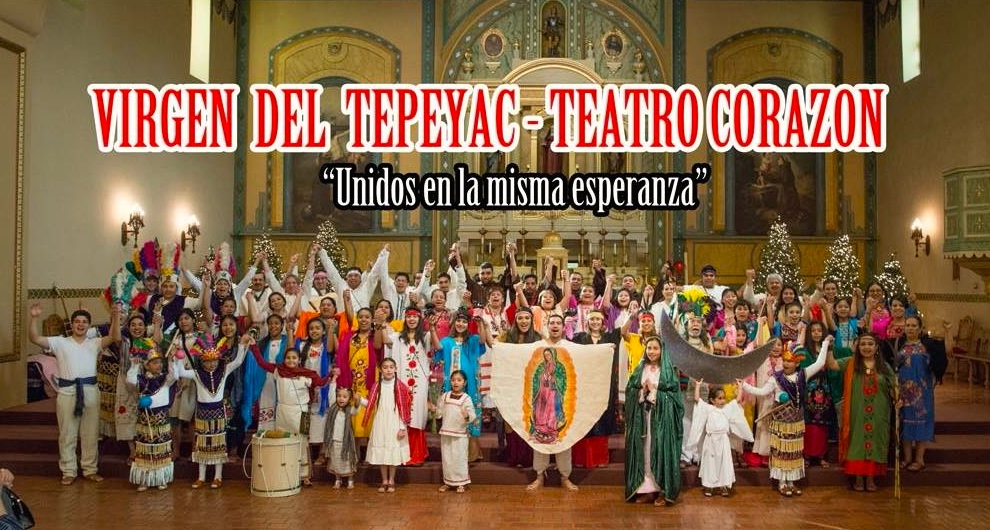 VIRGEN DEL TEPEYAC - TEATRO CORAZON
“Unidos en la misma esperanza”